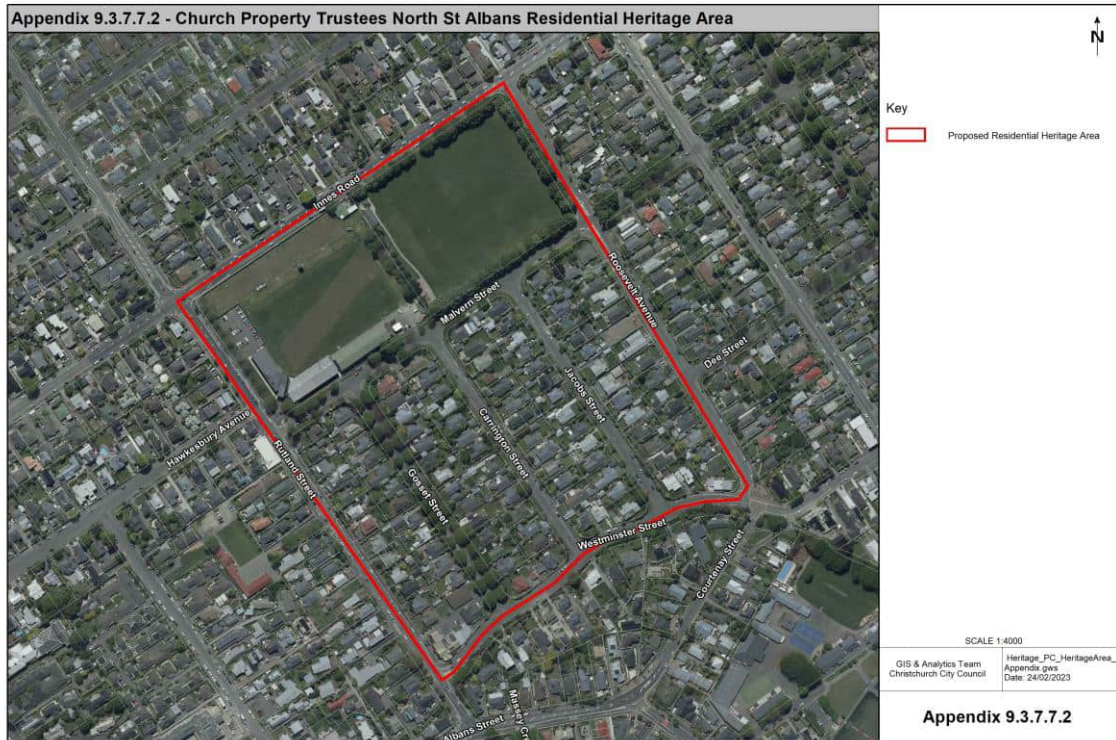 Appendix 9.3.7.7.2 - Church Property Trustees North St Albans Residential Heritage Area
N
Key
Proposed Residential Heritage Area
Innes Road
Malvern Street
Roosevelt Avenue
Dee Street
Jacobs Street
Carrington Street
Hawkesbury Avenue
Rutland Street
Gosset Street
Westminster Street
Courtenay Street
Massey Cre
Albans Street
SCALE 1:4000
GIS & Analytics Team
Christchurch City Council
Heritage_PC_HeritageArea_
Appendix.gws
Date: 24/02/2023
Appendix 9.3.7.7.2